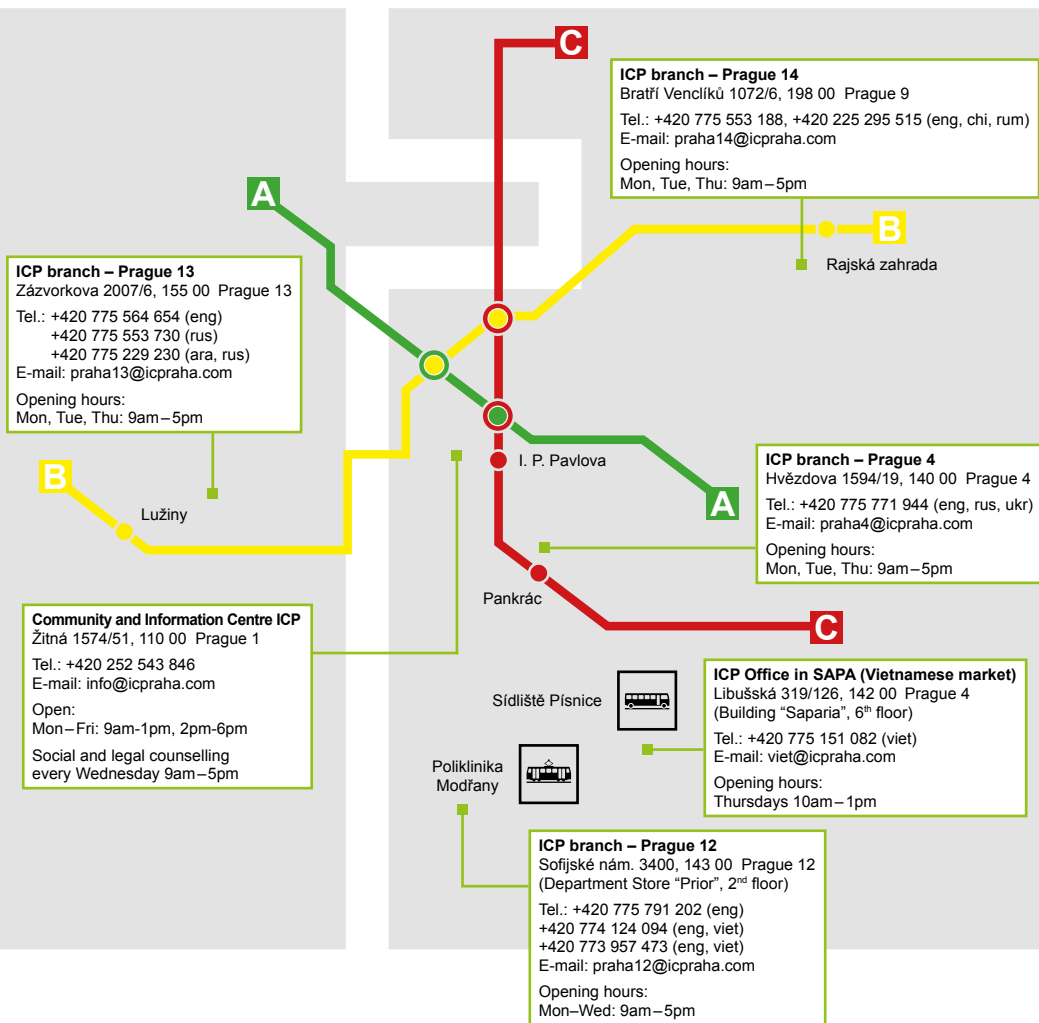 C
ICP branch – Prague 14
Bratří Venclíků 1072/6, 198 00  Prague 9
Tel.: +420 775 553 188, +420 225 295 515 (eng, chi, rum)
E-mail: praha14@icpraha.com
Opening hours:
Mon, Tue, Thu: 9am–5pm
A
B
Rajská zahrada
ICP branch – Prague 13
Zázvorkova 2007/6, 155 00  Prague 13
Tel.: +420 775 564 654 (eng)
+420 775 553 730 (rus)
+420 775 229 230 (ara, rus)
E-mail: praha13@icpraha.com
Opening hours:
Mon, Tue, Thu: 9am–5pm
B
Lužiny
I. P. Pavlova
A
ICP branch – Prague 4
Hvězdova 1594/19, 140 00  Prague 4
Tel.: +420 775 771 944 (eng, rus, ukr)
E-mail: praha4@icpraha.com
Opening hours:
Mon, Tue, Thu: 9am–5pm
Pankrác
C
Community and Information Centre ICP
Žitná 1574/51, 110 00  Prague 1
Tel.: +420 252 543 846
E-mail: info@icpraha.com
Open:
Mon–Fri: 9am-1pm, 2pm-6pm
Social and legal counselling
every Wednesday 9am–5pm
Sídliště Písnice
ICP Office in SAPA (Vietnamese market)
Libušská 319/126, 142 00  Prague 4
(Building “Saparia”, 6th floor)
Tel.: +420 775 151 082 (viet)
E-mail: viet@icpraha.com
Opening hours:
Thursdays 10am–1pm
Poliklinika
Modřany
ICP branch – Prague 12
Sofijské nám. 3400, 143 00  Prague 12
(Department Store “Prior”, 2nd floor)
Tel.: +420 775 791 202 (eng)
+420 774 124 094 (eng, viet)
+420 773 957 473 (eng, viet)
E-mail: praha12@icpraha.com
Opening hours:
Mon–Wed: 9am–5pm